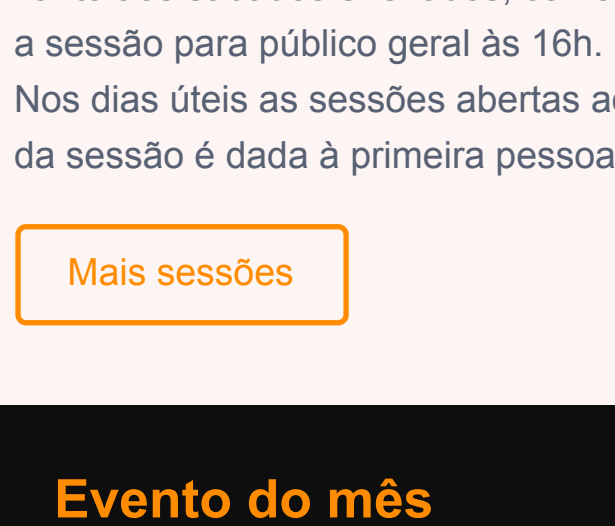 a sessão para público geral às 16h.
Nos dias úteis as sessões abertas
da sessão é dada à primeira pessoa
Mais sessões
Evento do mês